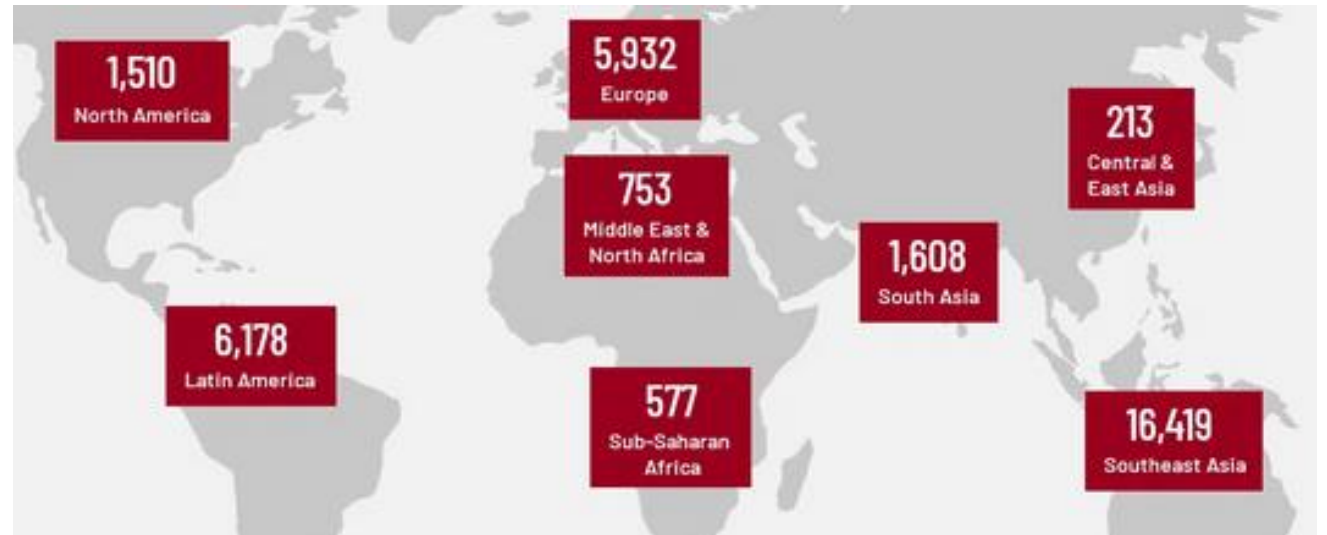 1,510
North America
5,932
Europe
213
Central &
East Asia
753
Middle East &
North Africa
1,608
South Asia
6,178
Latin America
577
Sub-Saharan
Africa
16,419
Southeast Asia